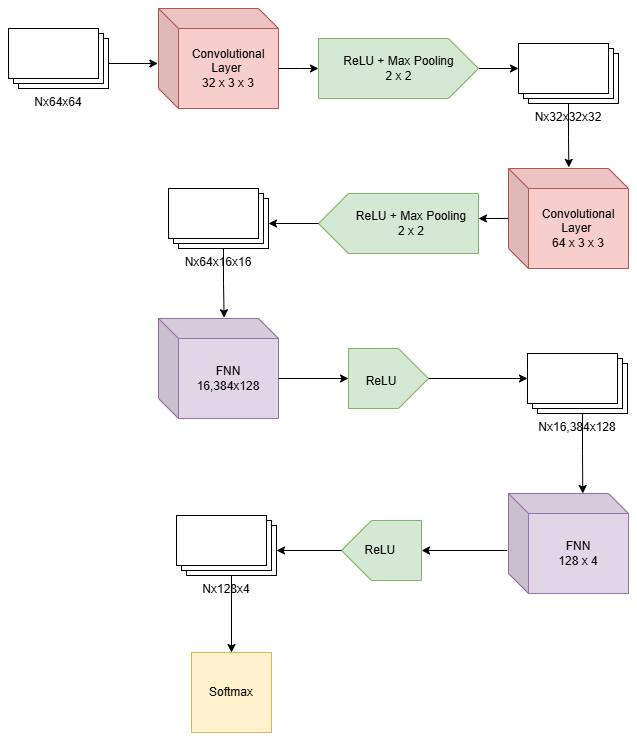 Nx64x64
Convolutional
Layer
32 x 3 x 3
ReLU + Max Pooling
2 x 2
Nx32x32x32
Convolutional
Layer
64 x 3 x 3
ReLU + Max Pooling
2 x 2
Nx64x16x16
FNN
16,384x128
ReLU
Nx16,384x128
FNN
128 x 4
ReLU
Nx128x4
Softmax